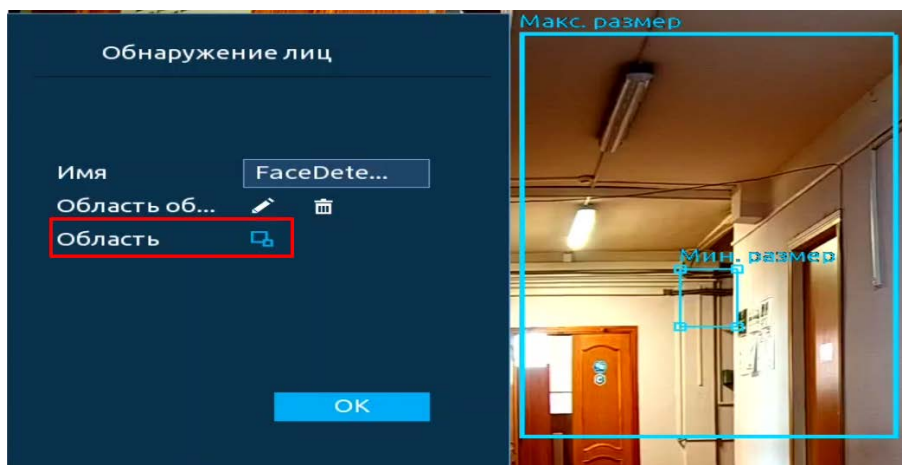 Обнаружение лиц
Имя
FaceDete...
Область об...
Область
OK
Макс. размер
Мин. размер